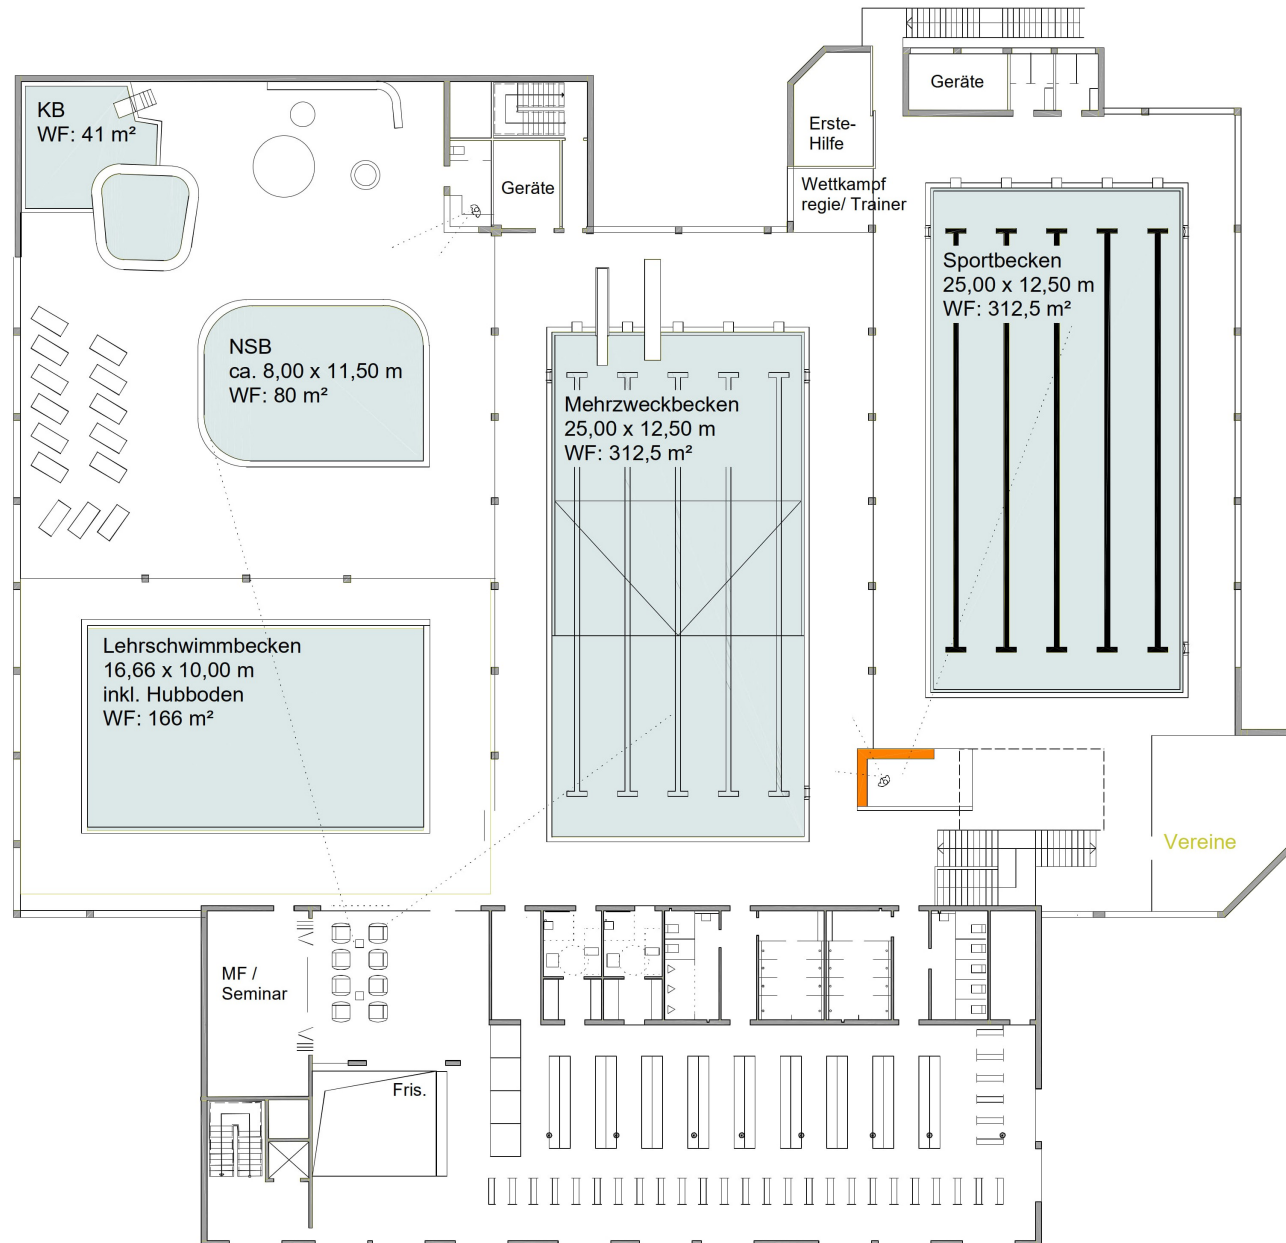 KB
WF: 41 m²
Geräte
Erste-
Hilfe
Wettkampf
regie/ Trainer
Geräte
Sportbecken
25,00 x 12,50 m
WF: 312,5 m²
NSB
ca. 8,00 x 11,50 m
WF: 80 m²
Mehrzweckbecken
25,00 x 12,50 m
WF: 312,5 m²
Lehrschwimmbecken
16,66 x 10,00 m
inkl. Hubboden
WF: 166 m²
Vereine
MF /
Seminar
Fris.